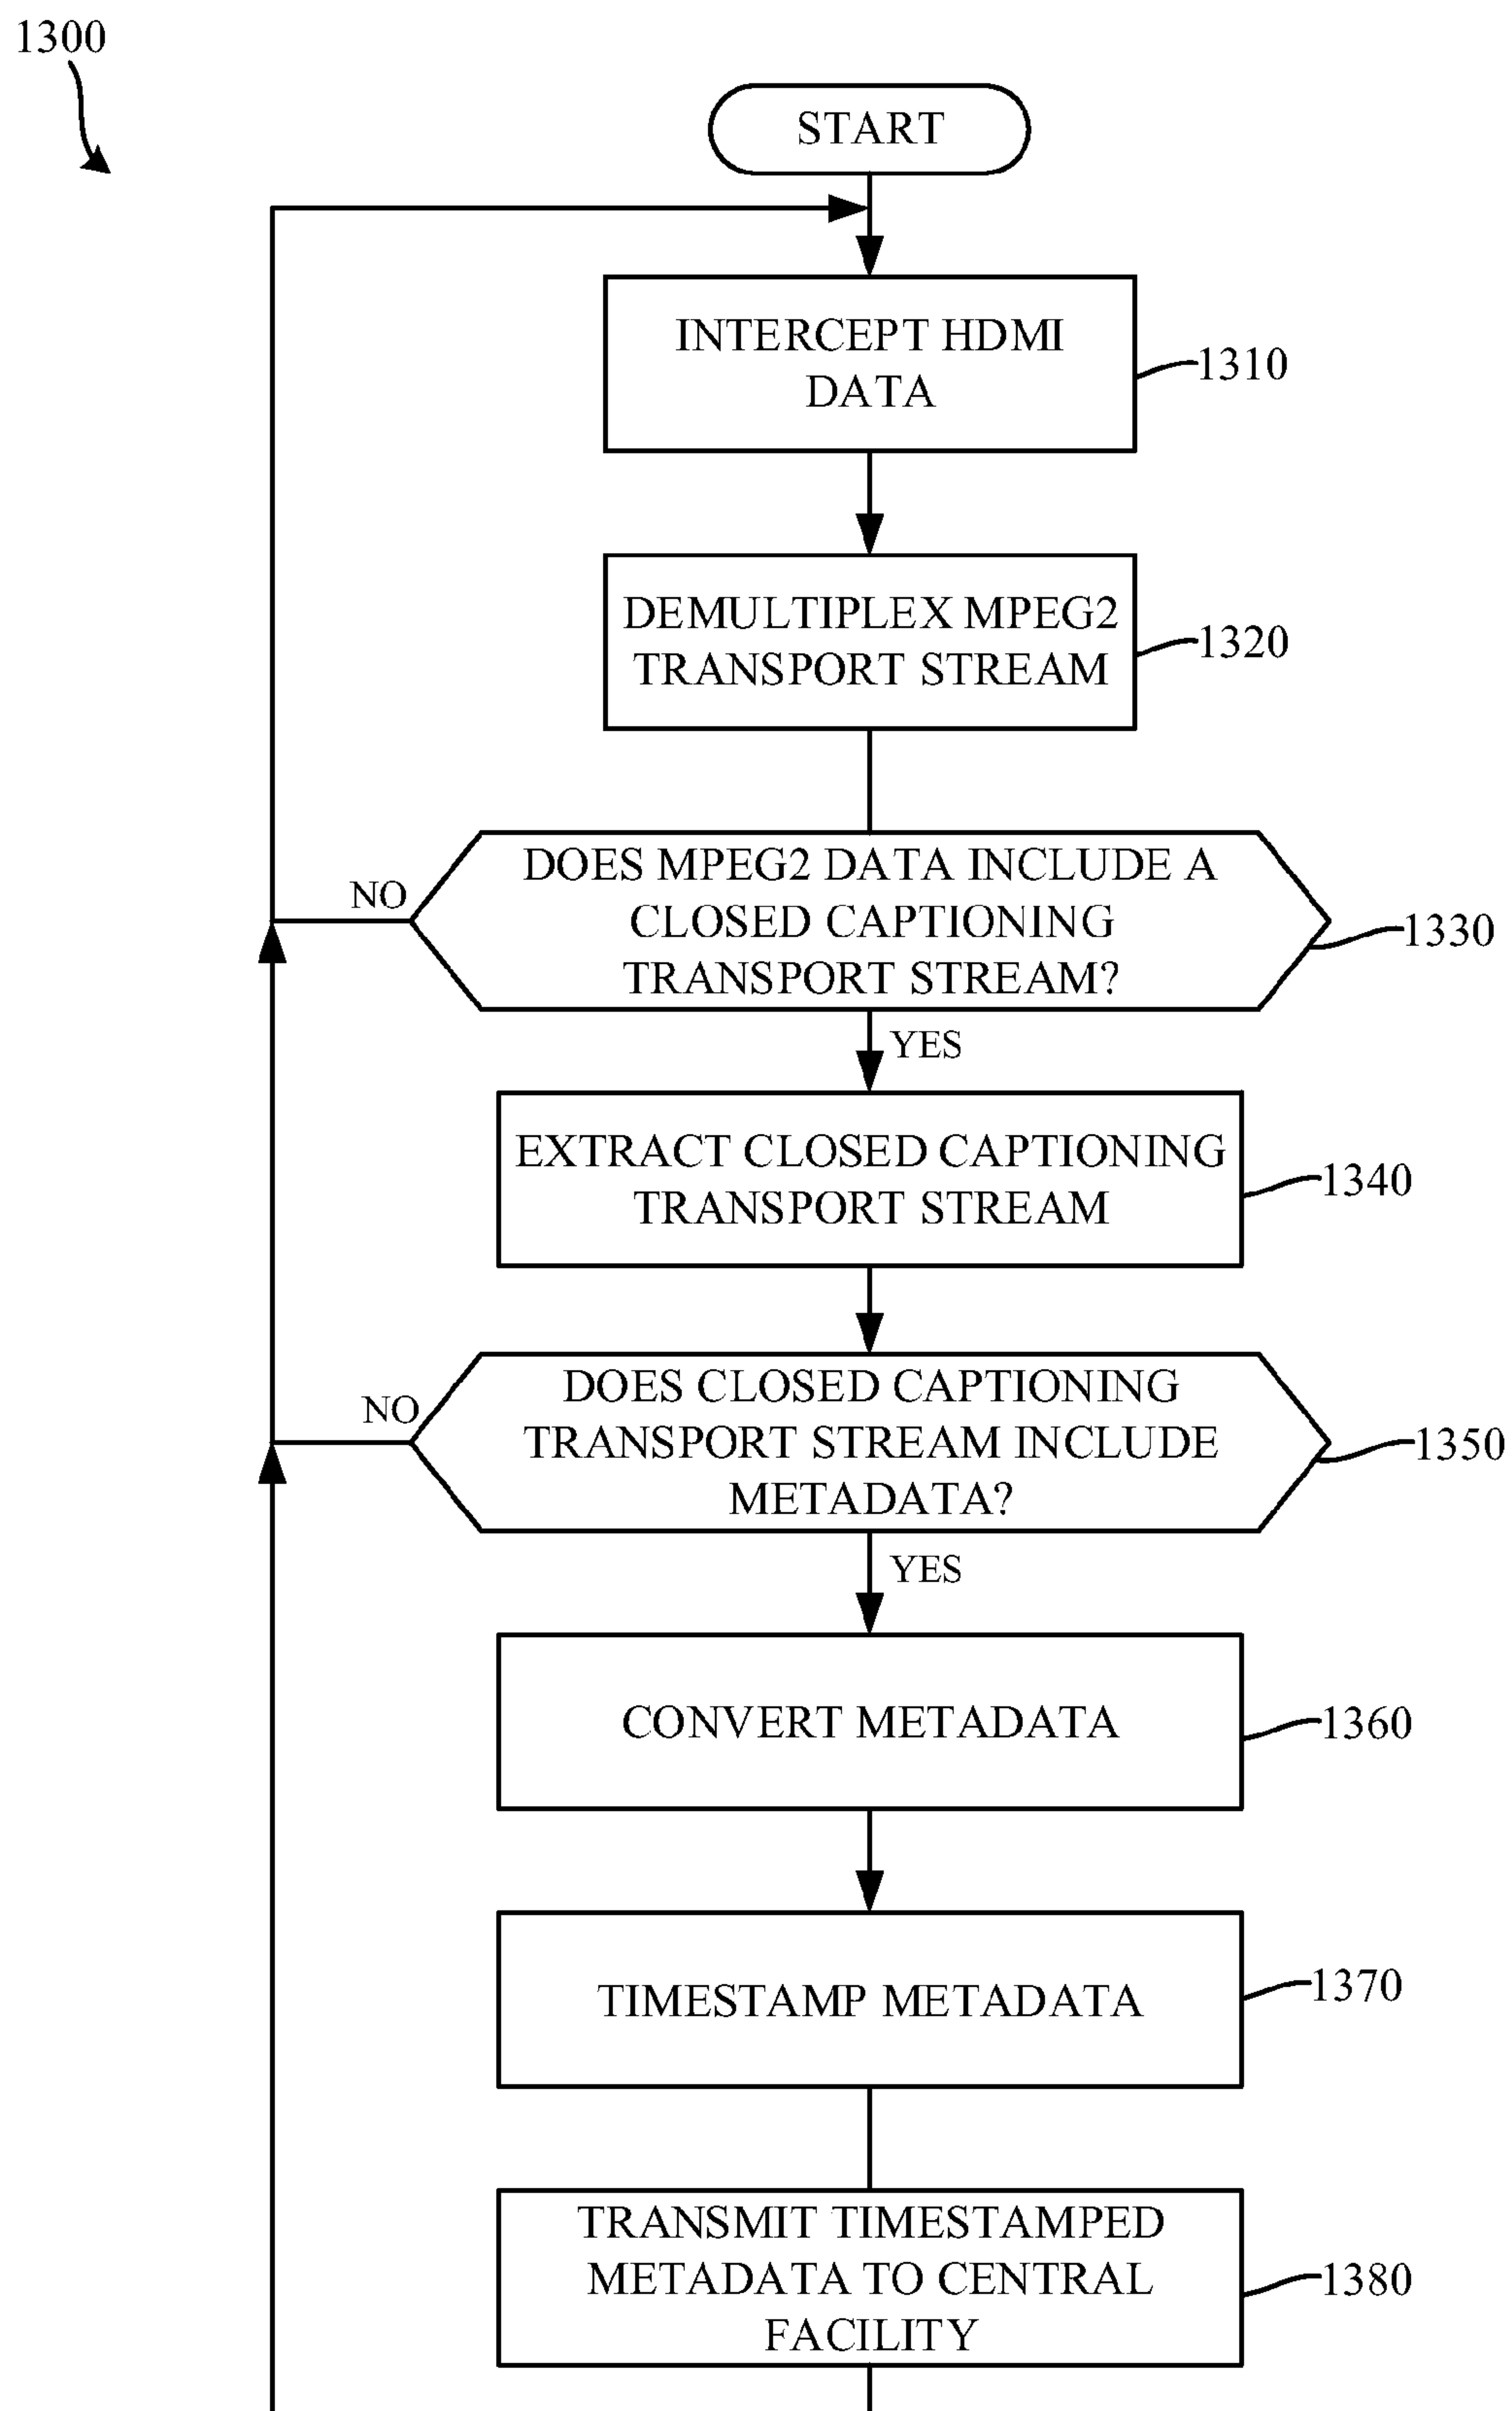 1300
START
INTERCEPT HDMI
DATA
1310
DEMULTIPLEX MPEG2
TRANSPORT STREAM
1320
DOES MPEG2 DATA INCLUDE A
CLOSED CAPTIONING
TRANSPORT STREAM?
NO
1330
YES
EXTRACT CLOSED CAPTIONING
TRANSPORT STREAM
1340
DOES CLOSED CAPTIONING
TRANSPORT STREAM INCLUDE
METADATA?
NO
1350
YES
CONVERT METADATA
1360
TIMESTAMP METADATA
1370
TRANSMIT TIMESTAMPED
METADATA TO CENTRAL
FACILITY
1380